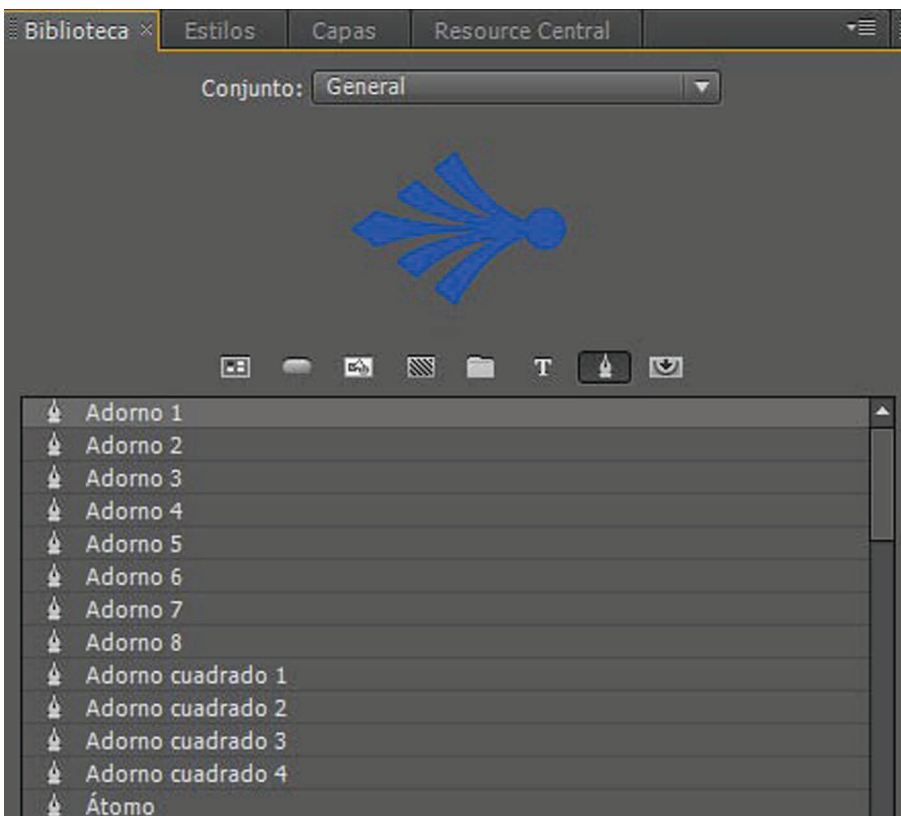 Biblioteca × Estilos Capas Resource Central
Conjunto: General
T
Adorno 1
Adorno 2
Adorno 3
Adorno 4
Adorno 5
Adorno 6
Adorno 7
Adorno 8
Adorno cuadrado 1
Adorno cuadrado 2
Adorno cuadrado 3
Adorno cuadrado 4
Átomo